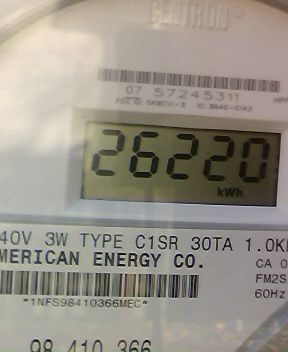 CENTRON®
07 57245311
26220
kWh
40V 3W TYPE C1SR 30TA 1.0K
MERICAN ENERGY CO.
CA 0
FM2S
60Hz
*1NFS98410366MEC*
98 410 366